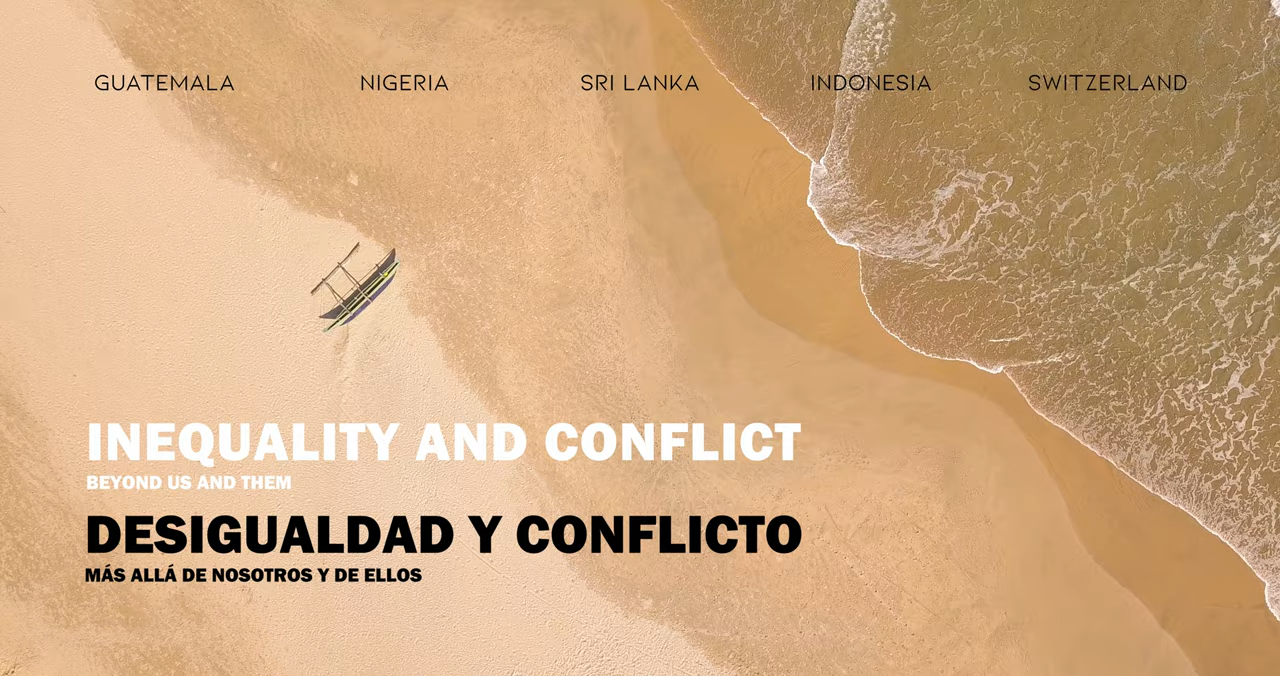 GUATEMALA NIGERIA SRI LANKA INDONESIA SWITZERLAND
INEQUALITY AND CONFLICT
BEYOND US AND THEM
DESIGUALDAD Y CONFLICTO
MÁS ALLÁ DE NOSOTROS Y DE ELLOS